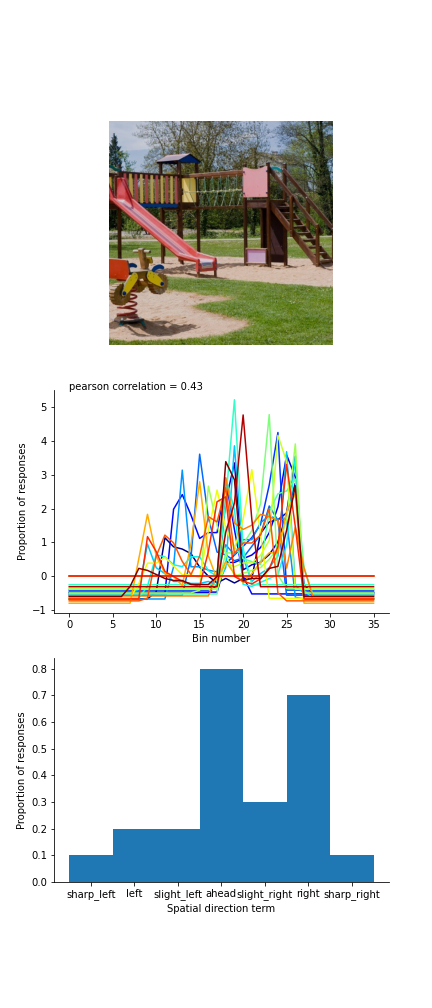 pearson correlation = 0.43
Proportion of responses
5
4
3
2
1
0
−1
0 5 10 15 20 25 30 35
Bin number
Proportion of responses
0.8
0.7
0.6
0.5
0.4
0.3
0.2
0.1
0.0
sharp_left left slight_left ahead slight_right right sharp_right
Spatial direction term